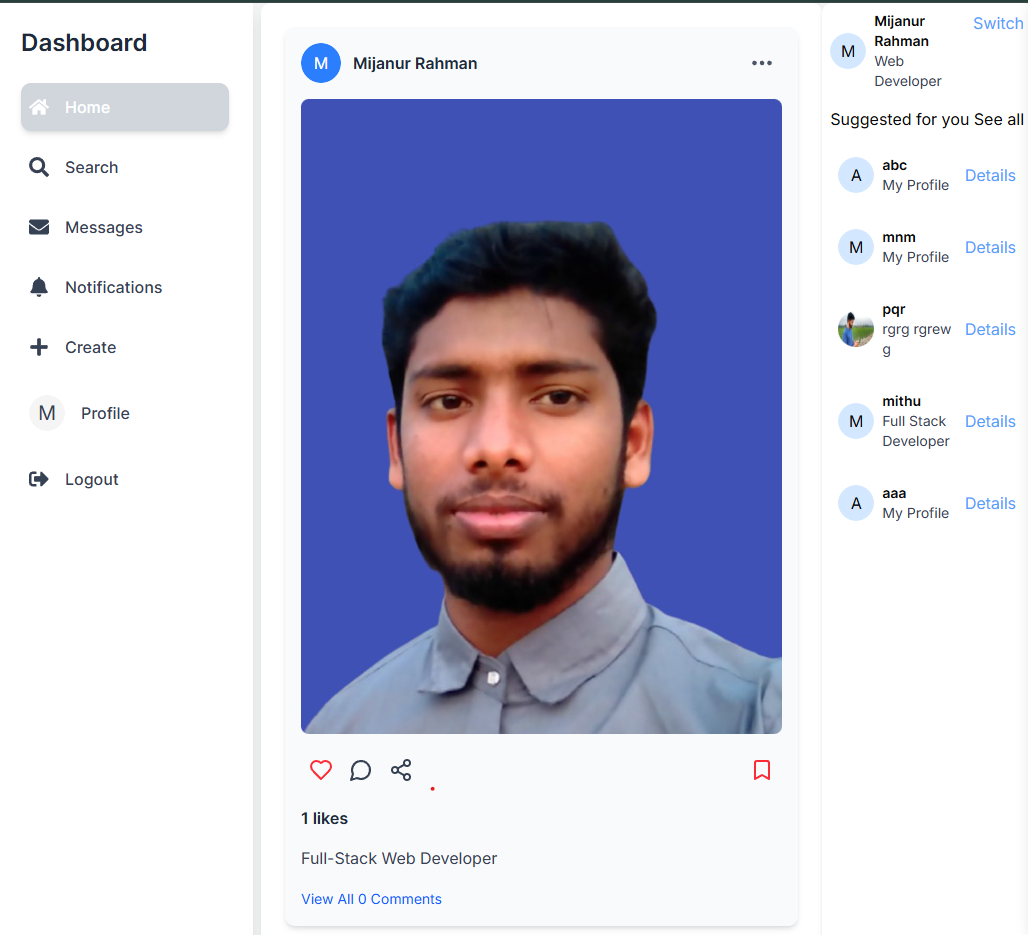 Dashboard
Home
Search
Messages
Notifications
Create
M Profile
Logout
M Mijanur Rahman
1 likes
Full-Stack Web Developer
View All 0 Comments
M Mijanur
Rahman
Web
Developer
Switch
Suggested for you See all
A abc
My Profile
Details
M mnm
My Profile
Details
pqr
rgrg rgrew
g
Details
M mithu
Full Stack
Developer
Details
A aaa
My Profile
Details